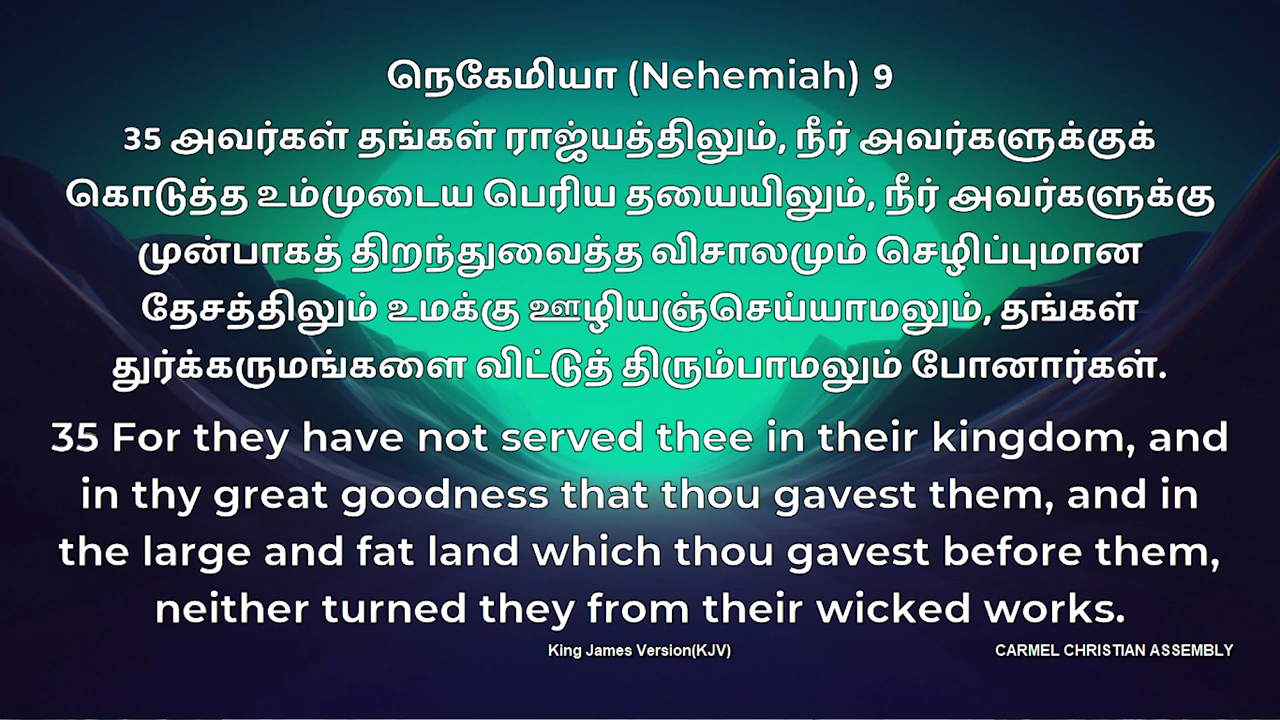 நெகேமியா (Nehemiah) 9
35 அவர்கள் தங்கள் ராஜ்யத்திலும், நீர் அவர்களுக்குக்
கொடுத்த உம்முடைய பெரிய தயையிலும், நீர் அவர்களுக்கு
முன்பாகத் திறந்துவைத்த விசாலமும் செழிப்புமான
தேசத்திலும் உமக்கு ஊழியஞ்செய்யாமலும், தங்கள்
துர்க்கருமங்களை விட்டுத் திரும்பாமலும் போனார்கள்.
35 For they have not served thee in their kingdom, and
in thy great goodness that thou gavest them, and in
the large and fat land which thou gavest before them,
neither turned they from their wicked works.
King James Version(KJV)
CARMEL CHRISTIAN ASSEMBLY